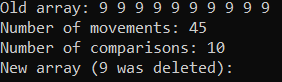 Old array: 9 9 9 9 9 9 9 9 9 9
Number of movements: 45
Number of comparisons: 10
New array (9 was deleted):